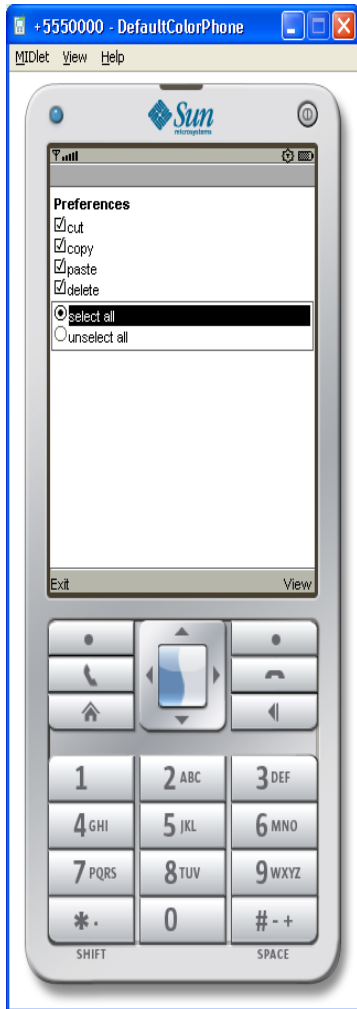 +5550000 - DefaultColorPhone
MIDlet View Help
Sun
microsystems
Preferences
cut
copy
paste
delete
select all
unselect all
Exit View
1 2 ABC 3 DEF
4 GHI 5 JKL 6 MNO
7 PQRS 8 TUV 9 WXYZ
* . 0 # - +
SHIFT SPACE